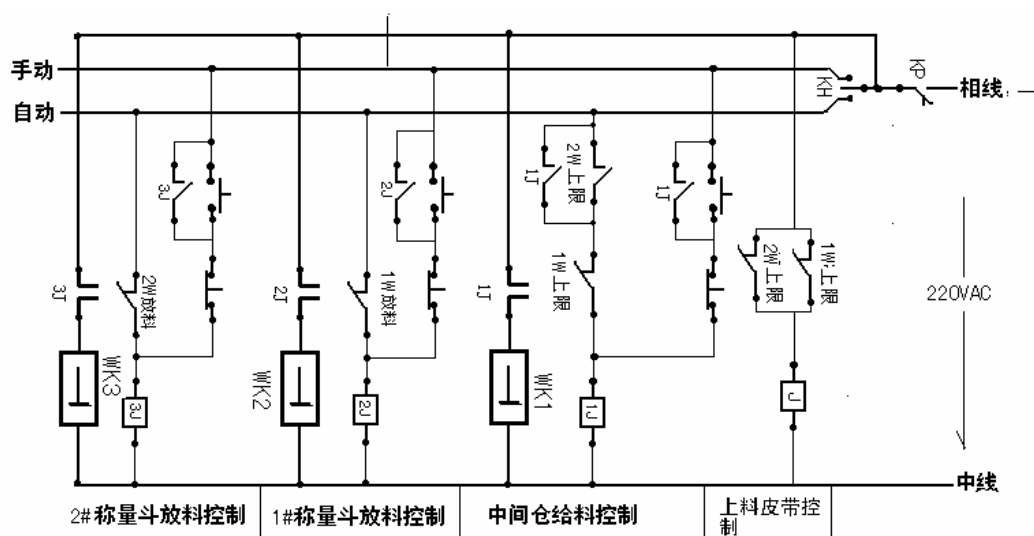 手动
自动
KH
KP
相线,
3J
2J
1J
2W上限
1J
3J
2W放料
2J
1W放料
1J
1W上限
2W上限
1W上限
220VAC
WK3
3J
WK2
2J
WK1
1J
J
中线
2#称量斗放料控制
1#称量斗放料控制
中间仓给料控制
上料皮带控
制